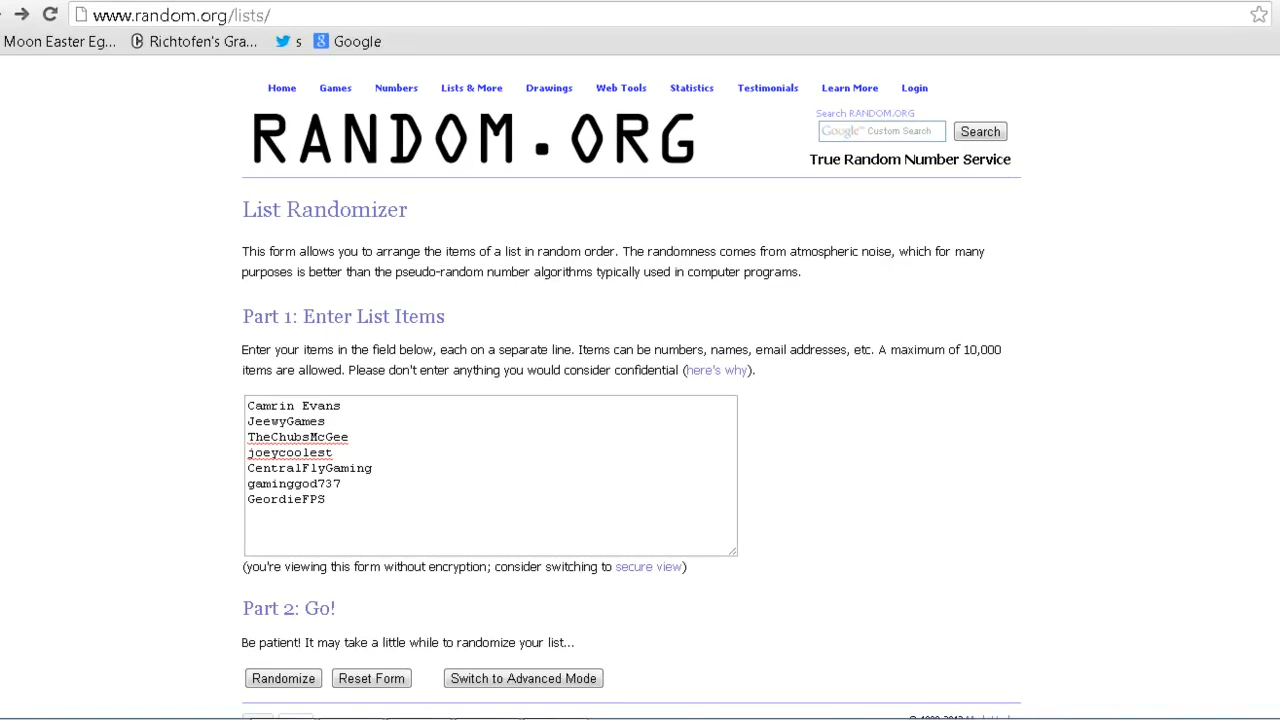 www.random.org/lists/
Moon Easter Eg... Richtofen's Gra... s Google
Home Games Numbers Lists & More Drawings Web Tools Statistics Testimonials Learn More Login
RANDOM.ORG
Search RANDOM.ORG
Google™ Custom Search Search
True Random Number Service
List Randomizer
This form allows you to arrange the items of a list in random order. The randomness comes from atmospheric noise, which for many
purposes is better than the pseudo-random number algorithms typically used in computer programs.
Part 1: Enter List Items
Enter your items in the field below, each on a separate line. Items can be numbers, names, email addresses, etc. A maximum of 10,000
items are allowed. Please don't enter anything you would consider confidential (here's why).
Camrin Evans
JeewyGames
TheChubsMcGee
joeycoolest
CentralFlyGaming
gaminggod737
GeordieFPS
(you're viewing this form without encryption; consider switching to secure view)
Part 2: Go!
Be patient! It may take a little while to randomize your list...
Randomize Reset Form Switch to Advanced Mode